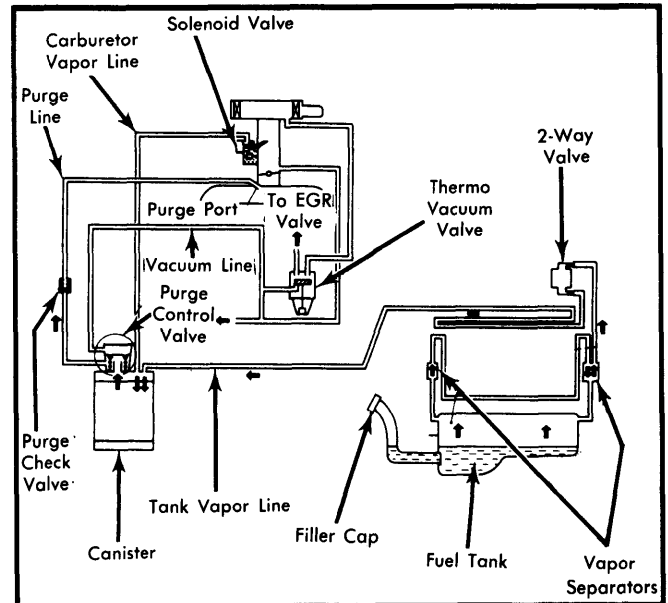 Solenoid Valve
Carburetor
Vapor Line
Purge
Line
2-Way
Valve
Thermo
Vacuum
Valve
To EGR
Valve
Purge Port
Vacuum Line
Purge
Control
Valve
Purge
Check
Valve
Canister
Tank Vapor Line
Filler Cap
Fuel Tank
Vapor
Separators